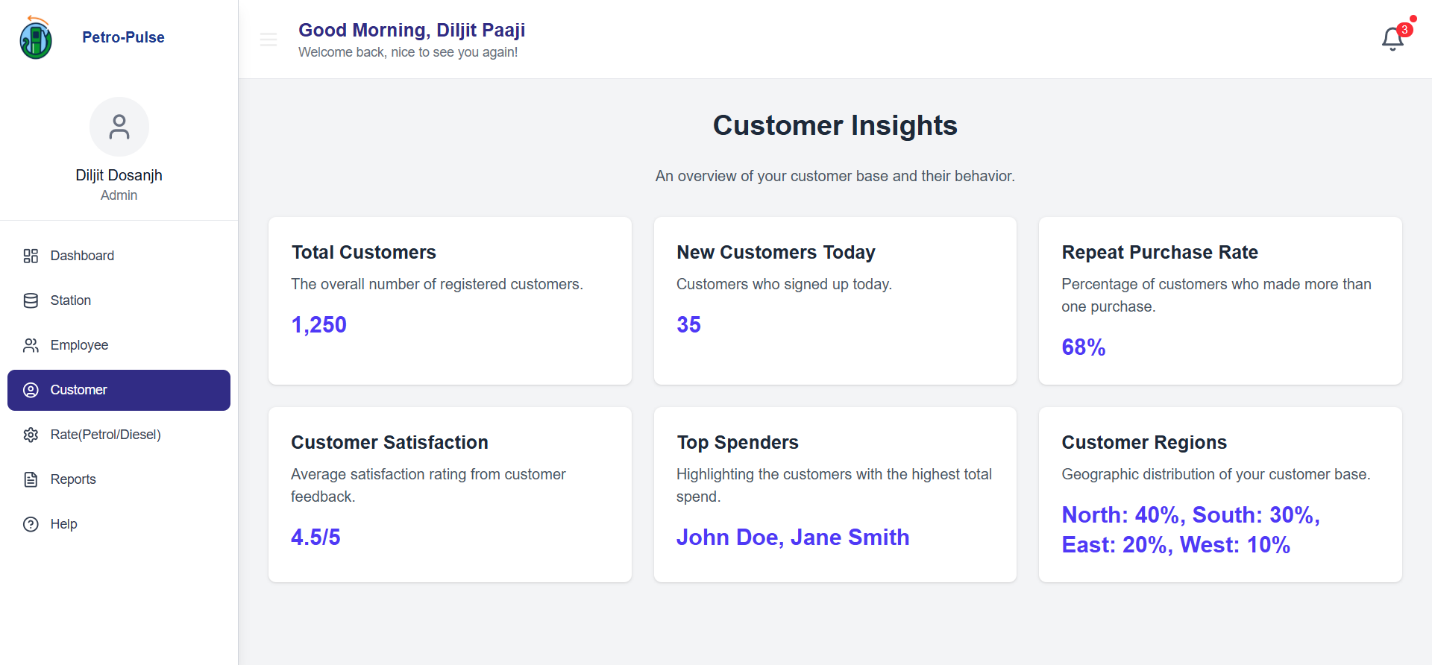 Petro-Pulse
Diljit Dosanjh
Admin
Dashboard
Station
Employee
Customer
Rate(Petrol/Diesel)
Reports
Help
Good Morning, Diljit Paaji
Welcome back, nice to see you again!
3
Customer Insights
An overview of your customer base and their behavior.
Total Customers
The overall number of registered customers.
1,250
New Customers Today
Customers who signed up today.
35
Repeat Purchase Rate
Percentage of customers who made more than
one purchase.
68%
Customer Satisfaction
Average satisfaction rating from customer
feedback.
4.5/5
Top Spenders
Highlighting the customers with the highest total
spend.
John Doe, Jane Smith
Customer Regions
Geographic distribution of your customer base.
North: 40%, South: 30%,
East: 20%, West: 10%